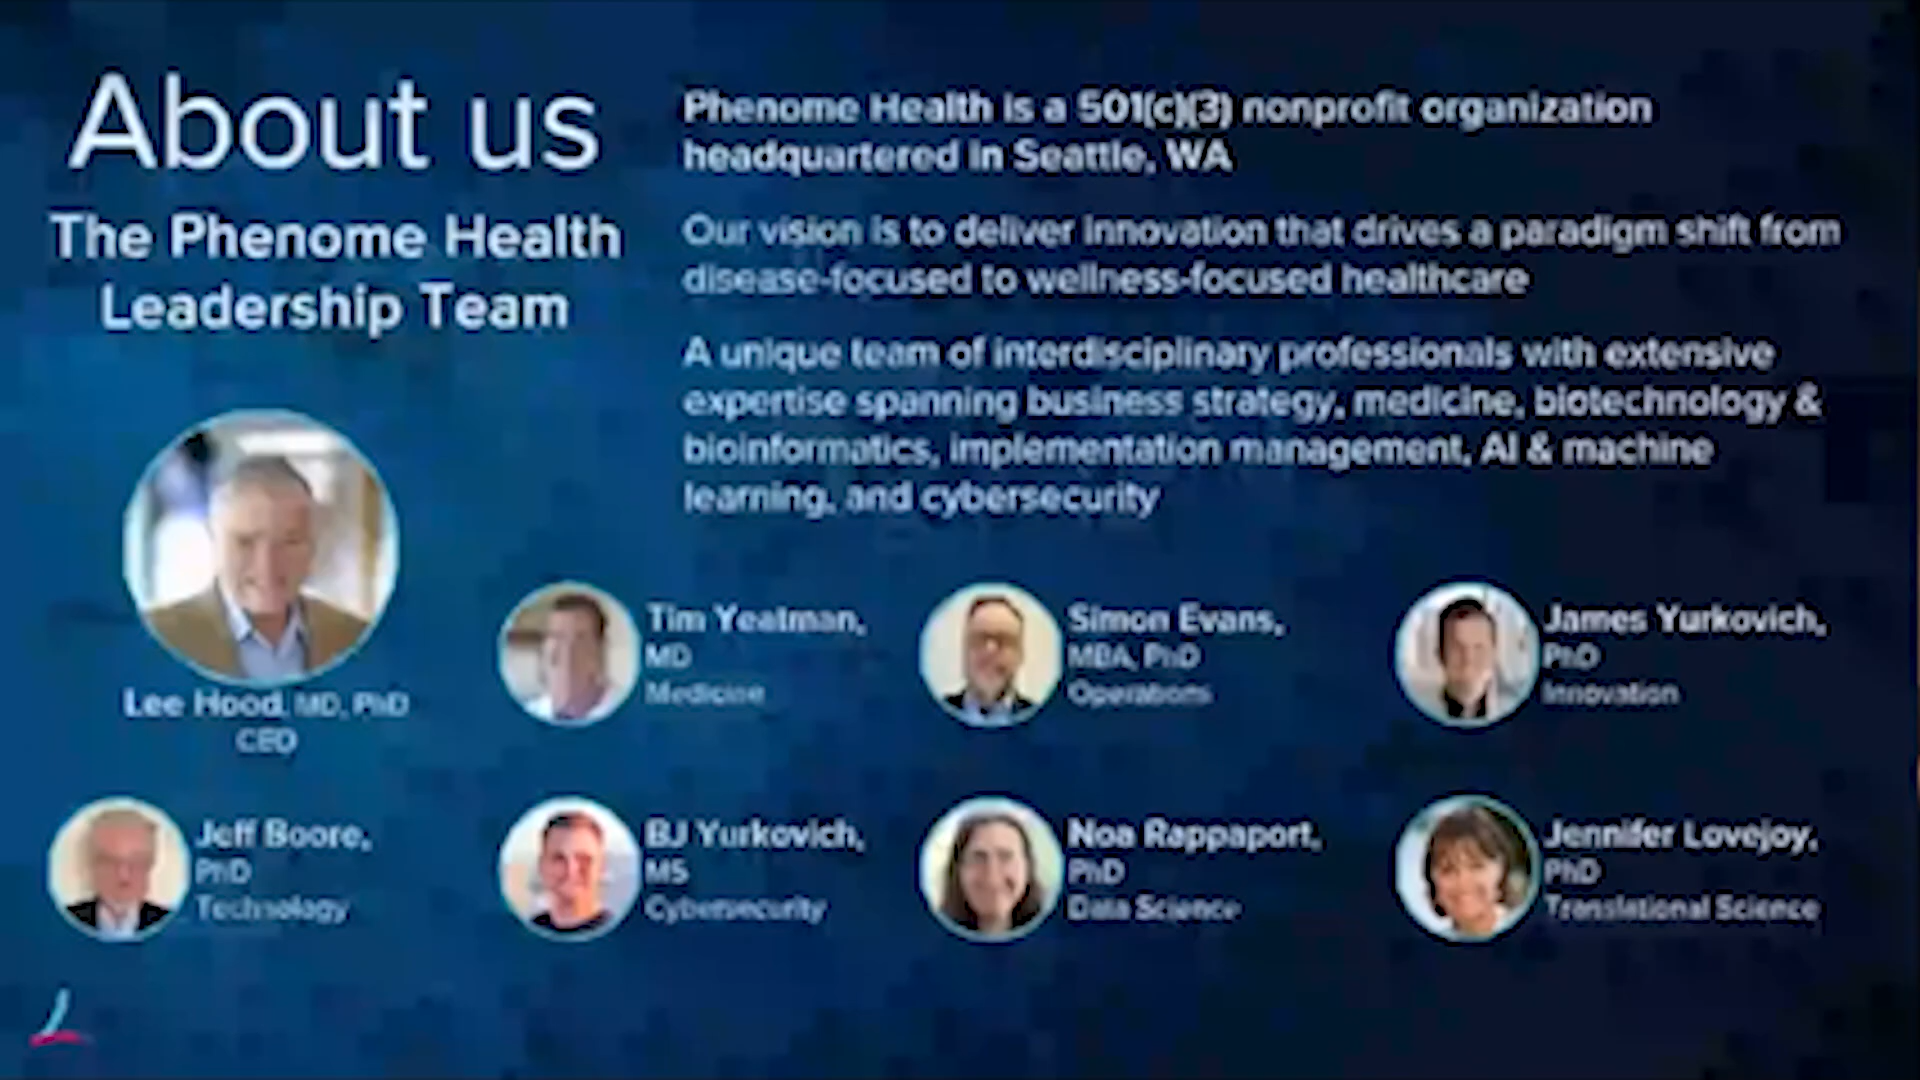 About us
The Phenome Health
Leadership Team
Phenome Health is a 501(c)(3) nonprofit organization
headquartered in Seattle, WA
Our vision is to deliver innovation that drives a paradigm shift from
disease-focused to wellness-focused healthcare
A unique team of interdisciplinary professionals with extensive
expertise spanning business strategy, medicine, biotechnology &
bioinformatics, implementation management, AI & machine
learning, and cybersecurity
Lee Hood, MD, PhD
CEO
Tim Yeatman,
MD
Medicine
Simon Evans,
MBA, PhD
Operations
James Yurkovich,
PhD
Innovation
Jeff Boore,
PhD
Technology
BJ Yurkovich,
MS
Cybersecurity
Noa Rappaport,
PhD
Data Science
Jennifer Lovejoy,
PhD
Translational Science